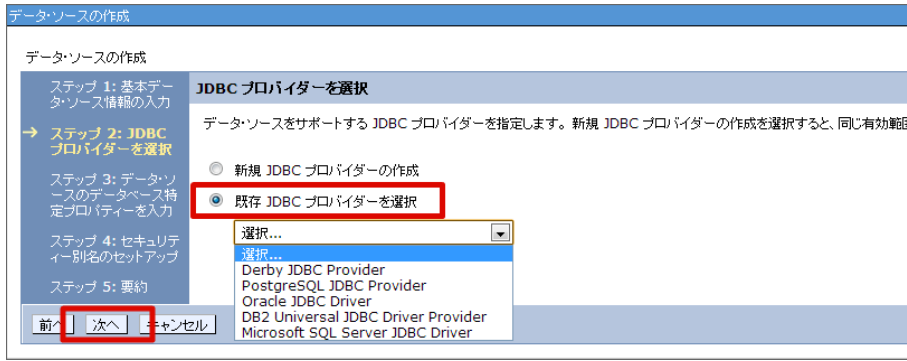 データ・ソースの作成
データ・ソースの作成
ステップ 1: 基本デー
タ・ソース情報の入力
ステップ 2: JDBC
プロバイダーを選択
ステップ 3: データ・ソ
ースのデータベース特
定プロパティーを入力
ステップ 4: セキュリテ
ィー別名のセットアップ
ステップ 5: 要約
JDBC プロバイダーを選択
データ・ソースをサポートする JDBC プロバイダーを指定します。新規 JDBC プロバイダーの作成を選択すると、同じ有効範囲
新規 JDBC プロバイダーの作成
既存 JDBC プロバイダーを選択
選択...
選択...
Derby JDBC Provider
PostgreSQL JDBC Provider
Oracle JDBC Driver
DB2 Universal JDBC Driver Provider
Microsoft SQL Server JDBC Driver
前へ 次へ キャンセル